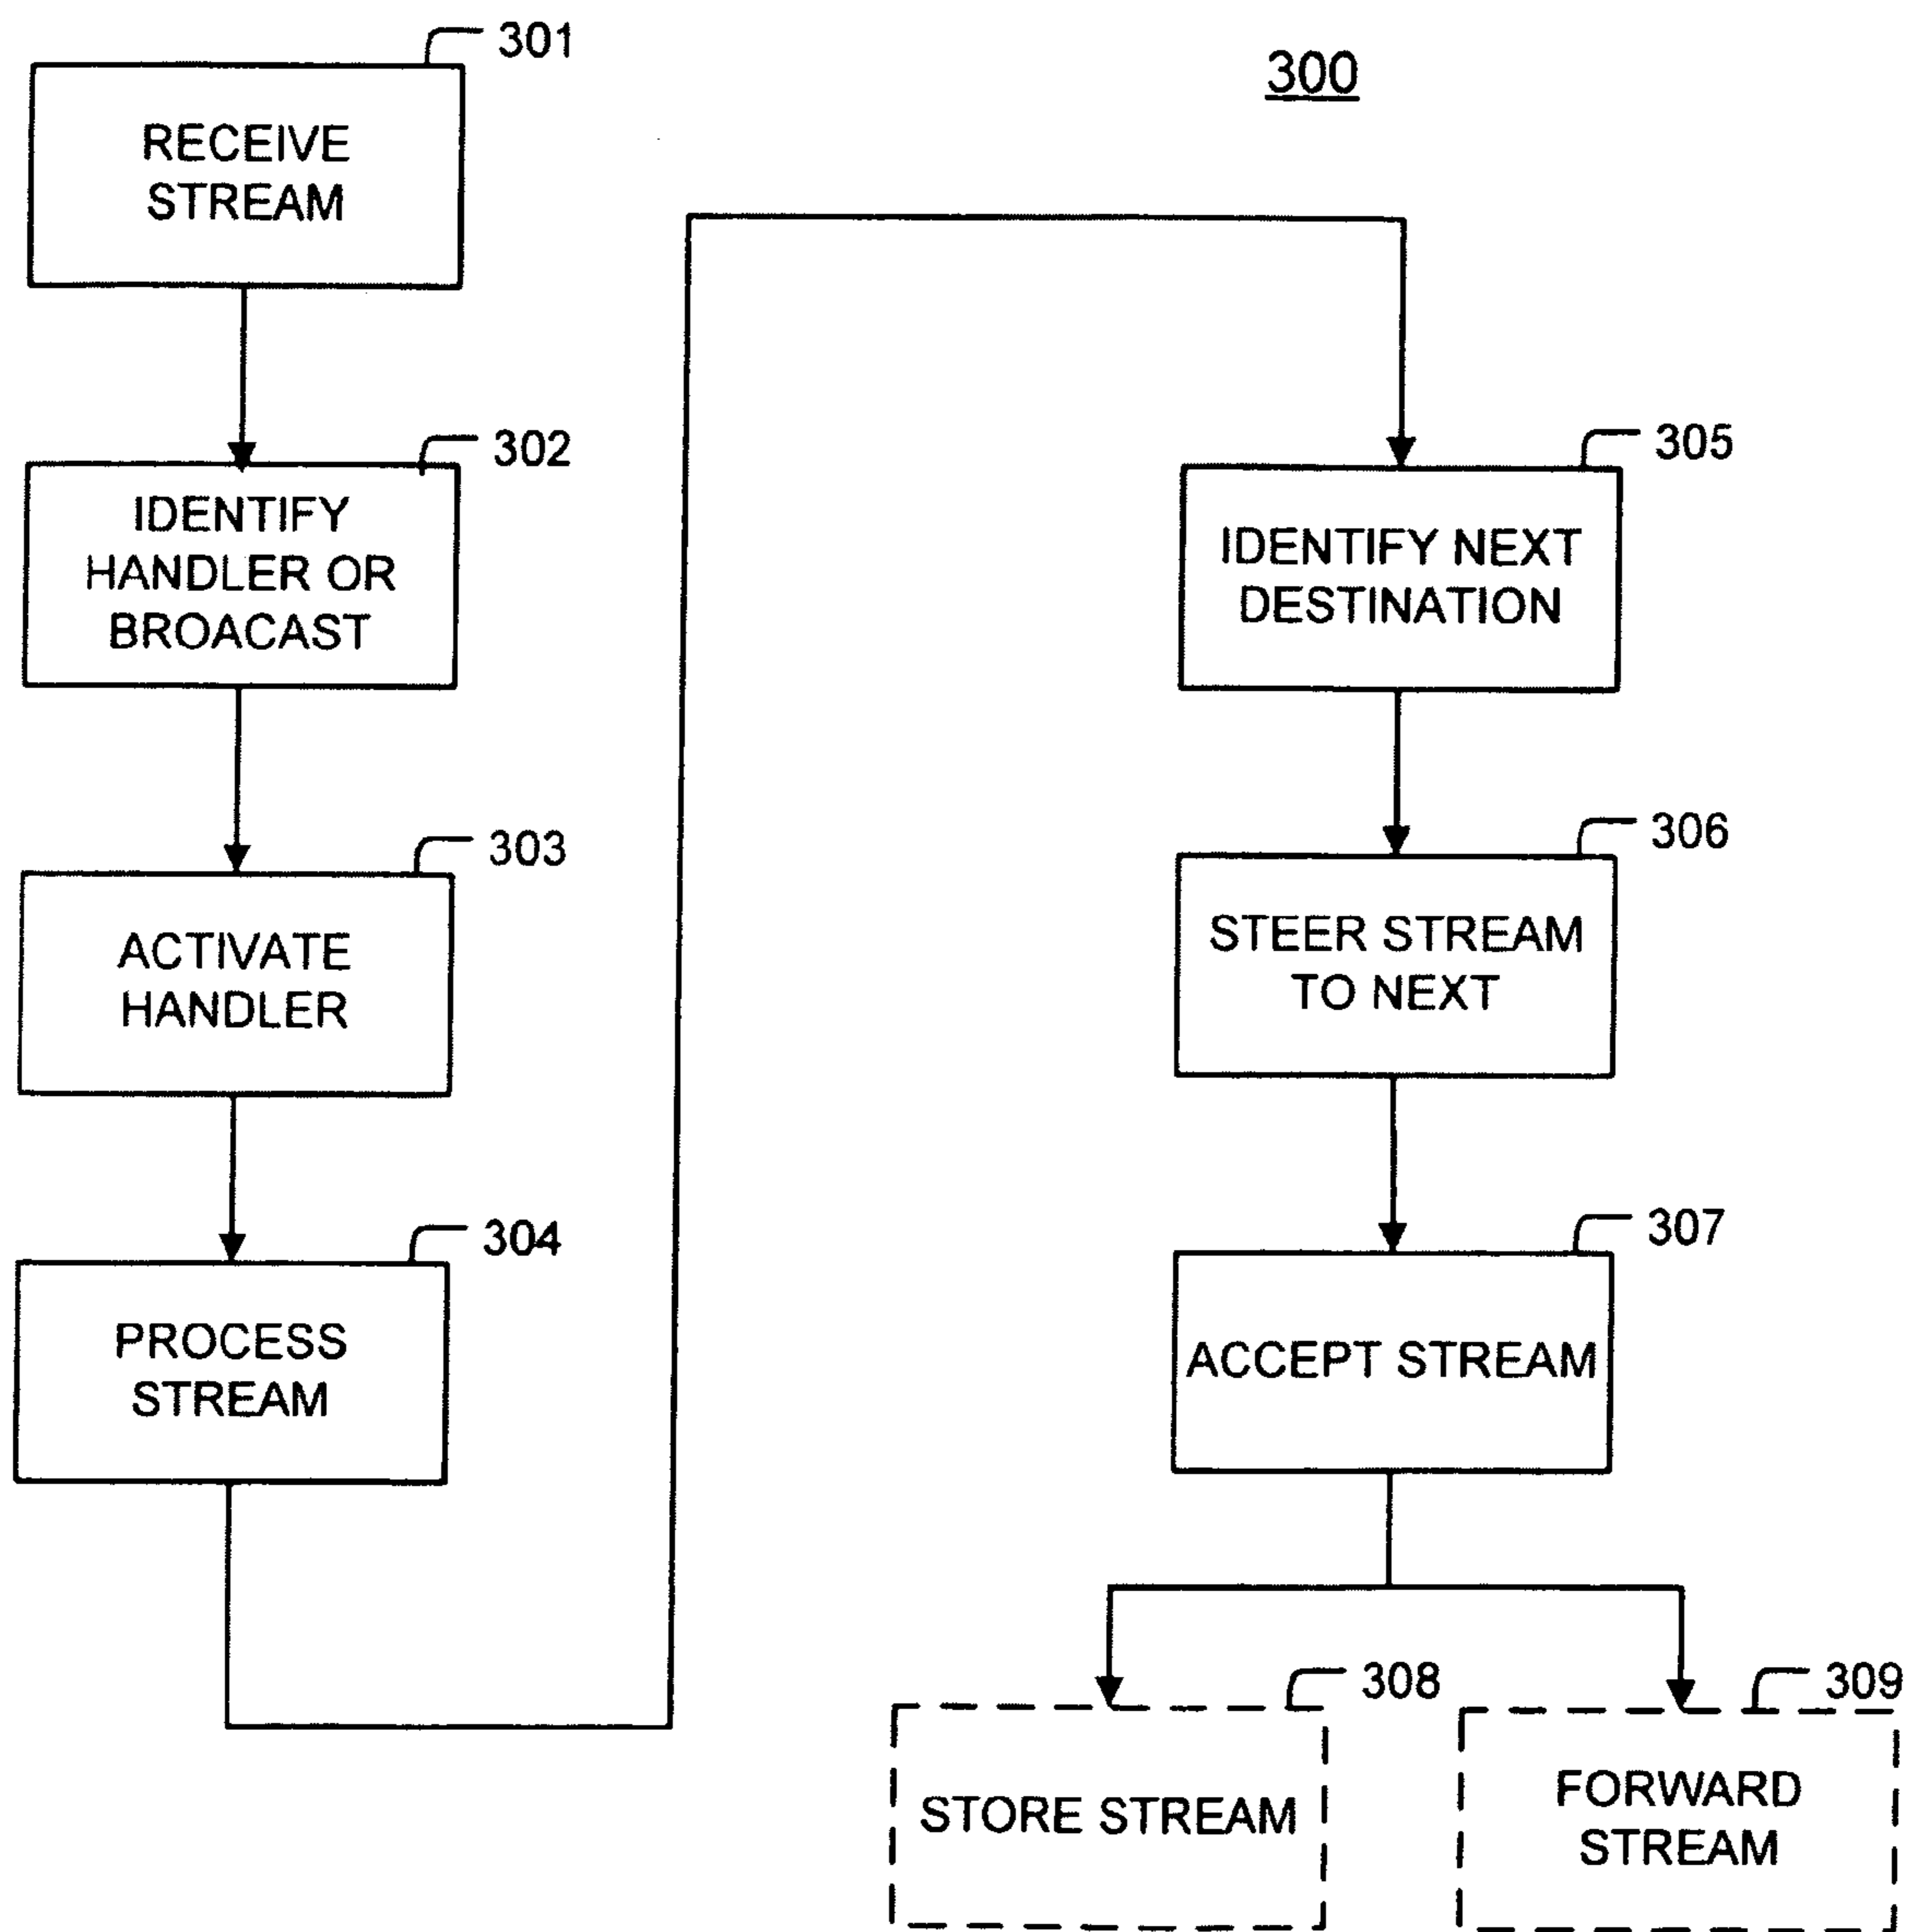 300
301
RECEIVE
STREAM
302
IDENTIFY
HANDLER OR
BROACAST
303
ACTIVATE
HANDLER
304
PROCESS
STREAM
305
IDENTIFY NEXT
DESTINATION
306
STEER STREAM
TO NEXT
307
ACCEPT STREAM
308
STORE STREAM
309
FORWARD
STREAM